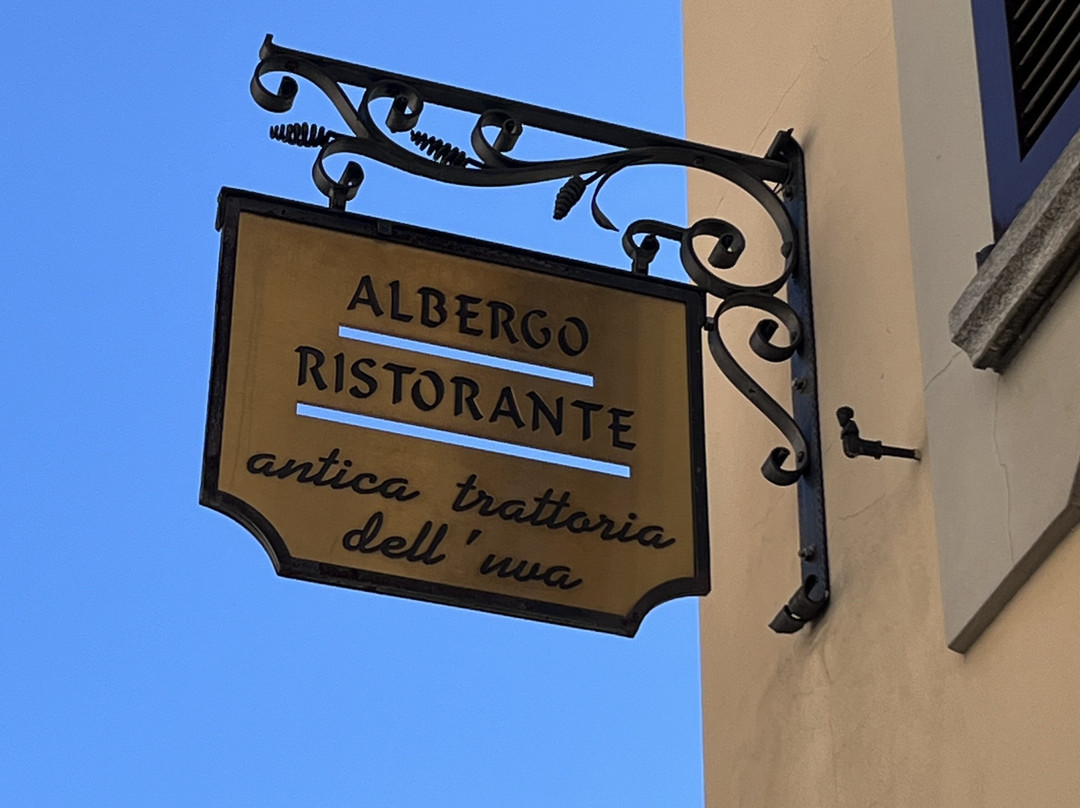 ALBERGO
RISTORANTE
antica trattoria
dell'uva